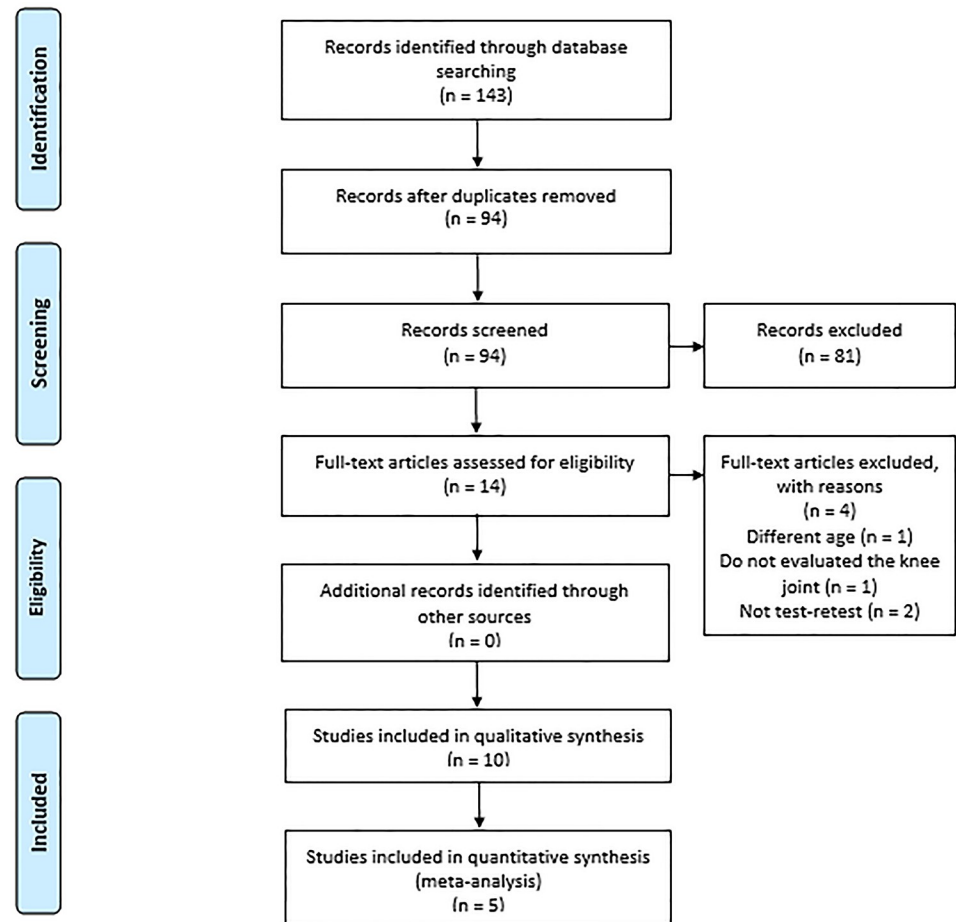 Identification
Records identified through database
searching
(n = 143)
Records after duplicates removed
(n = 94)
Screening
Records screened
(n = 94)
Records excluded
(n = 81)
Eligibility
Full-text articles assessed for eligibility
(n = 14)
Full-text articles excluded,
with reasons
(n = 4)
Different age (n = 1)
Do not evaluated the knee
joint (n = 1)
Not test-retest (n = 2)
Additional records identified through
other sources
(n = 0)
Included
Studies included in qualitative synthesis
(n = 10)
Studies included in quantitative synthesis
(meta-analysis)
(n = 5)